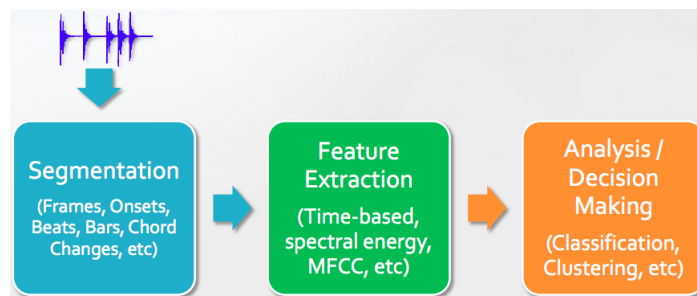 Segmentation
(Frames, Onsets,
Beats, Bars, Chord
Changes, etc)
Feature
Extraction
(Time-based,
spectral energy,
MFCC, etc)
Analysis /
Decision
Making
(Classification,
Clustering, etc)